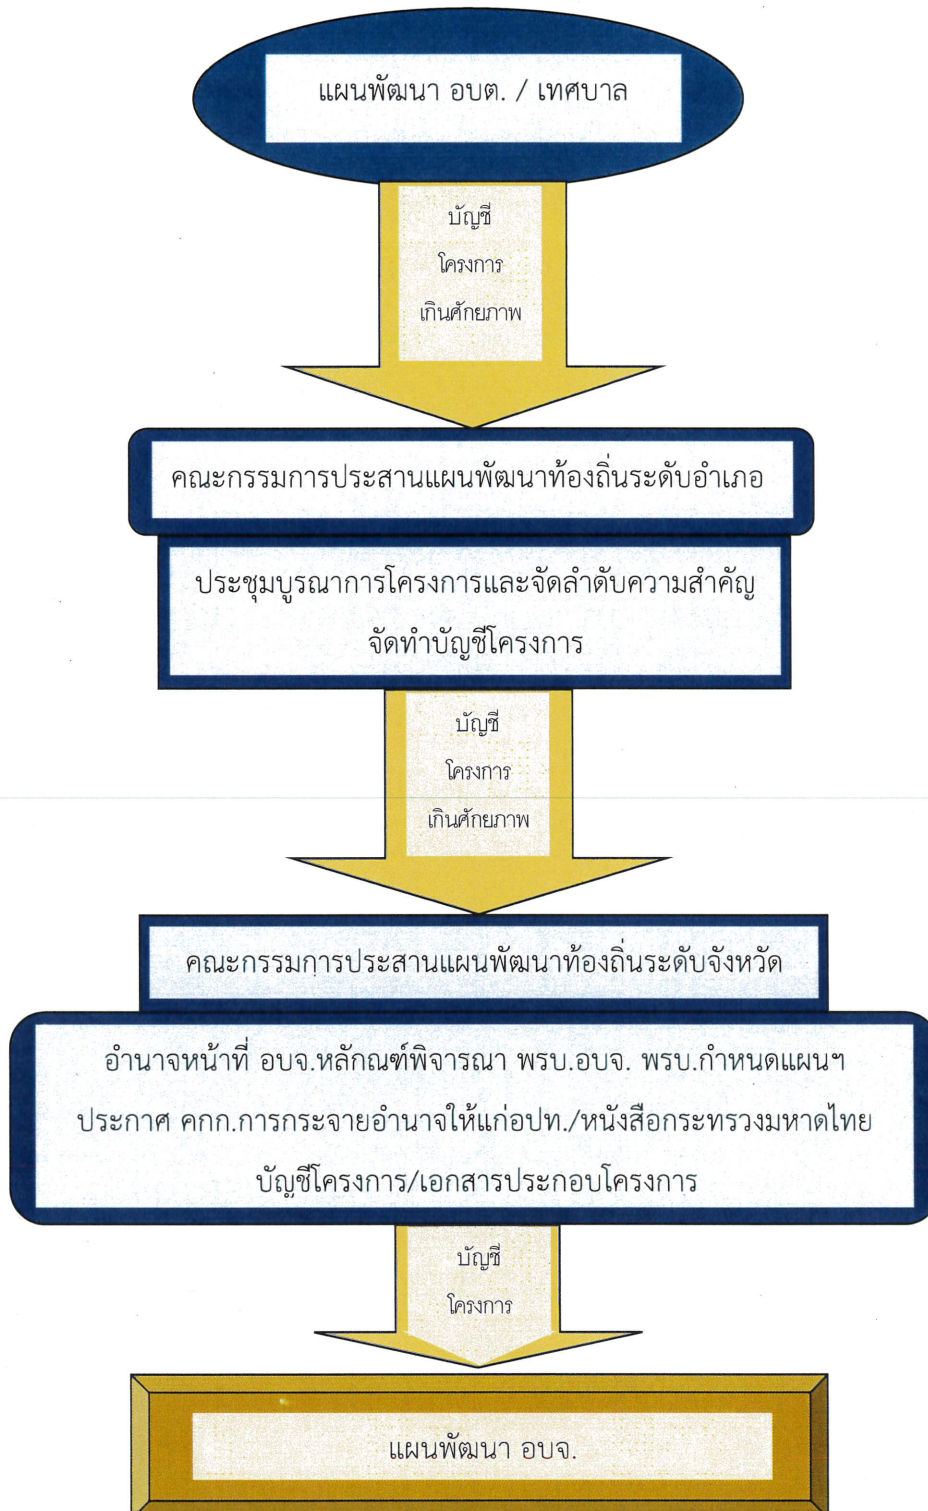 แผนพัฒนา อบต. / เทศบาล
บัญชี
โครงการ
เกินศักยภาพ
คณะกรรมการประสานแผนพัฒนาท้องถิ่นระดับอำเภอ
ประชุมบูรณาการโครงการและจัดลำดับความสำคัญ
จัดทำบัญชีโครงการ
บัญชี
โครงการ
เกินศักยภาพ
คณะกรรมการประสานแผนพัฒนาท้องถิ่นระดับจังหวัด
อำนาจหน้าที่ อบจ.หลักณฑ์พิจารณา พรบ.อบจ. พรบ.กำหนดแผนฯ
ประกาศ คกก.การกระจายอำนาจให้แก่อปท./หนังสือกระทรวงมหาดไทย
บัญชีโครงการ/เอกสารประกอบโครงการ
บัญชี
โครงการ
แผนพัฒนา อบจ.